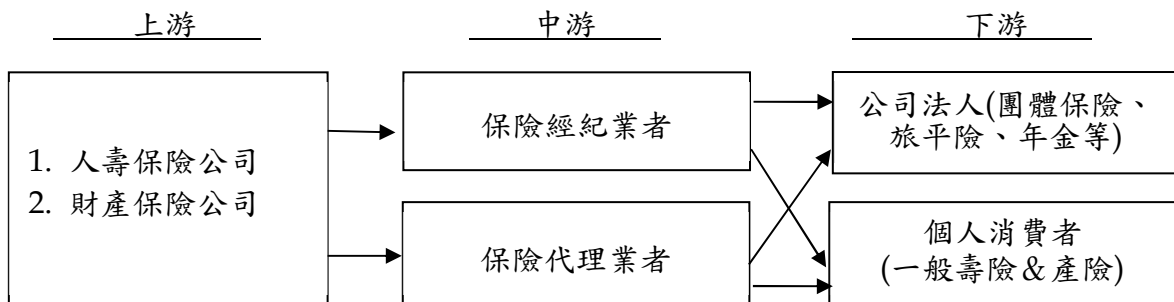 上游
中游
下游
1. 人壽保險公司
2. 財產保險公司
保險經紀業者
保險代理業者
公司法人(團體保險、
旅平險、年金等)
個人消費者
(一般壽險＆產險)